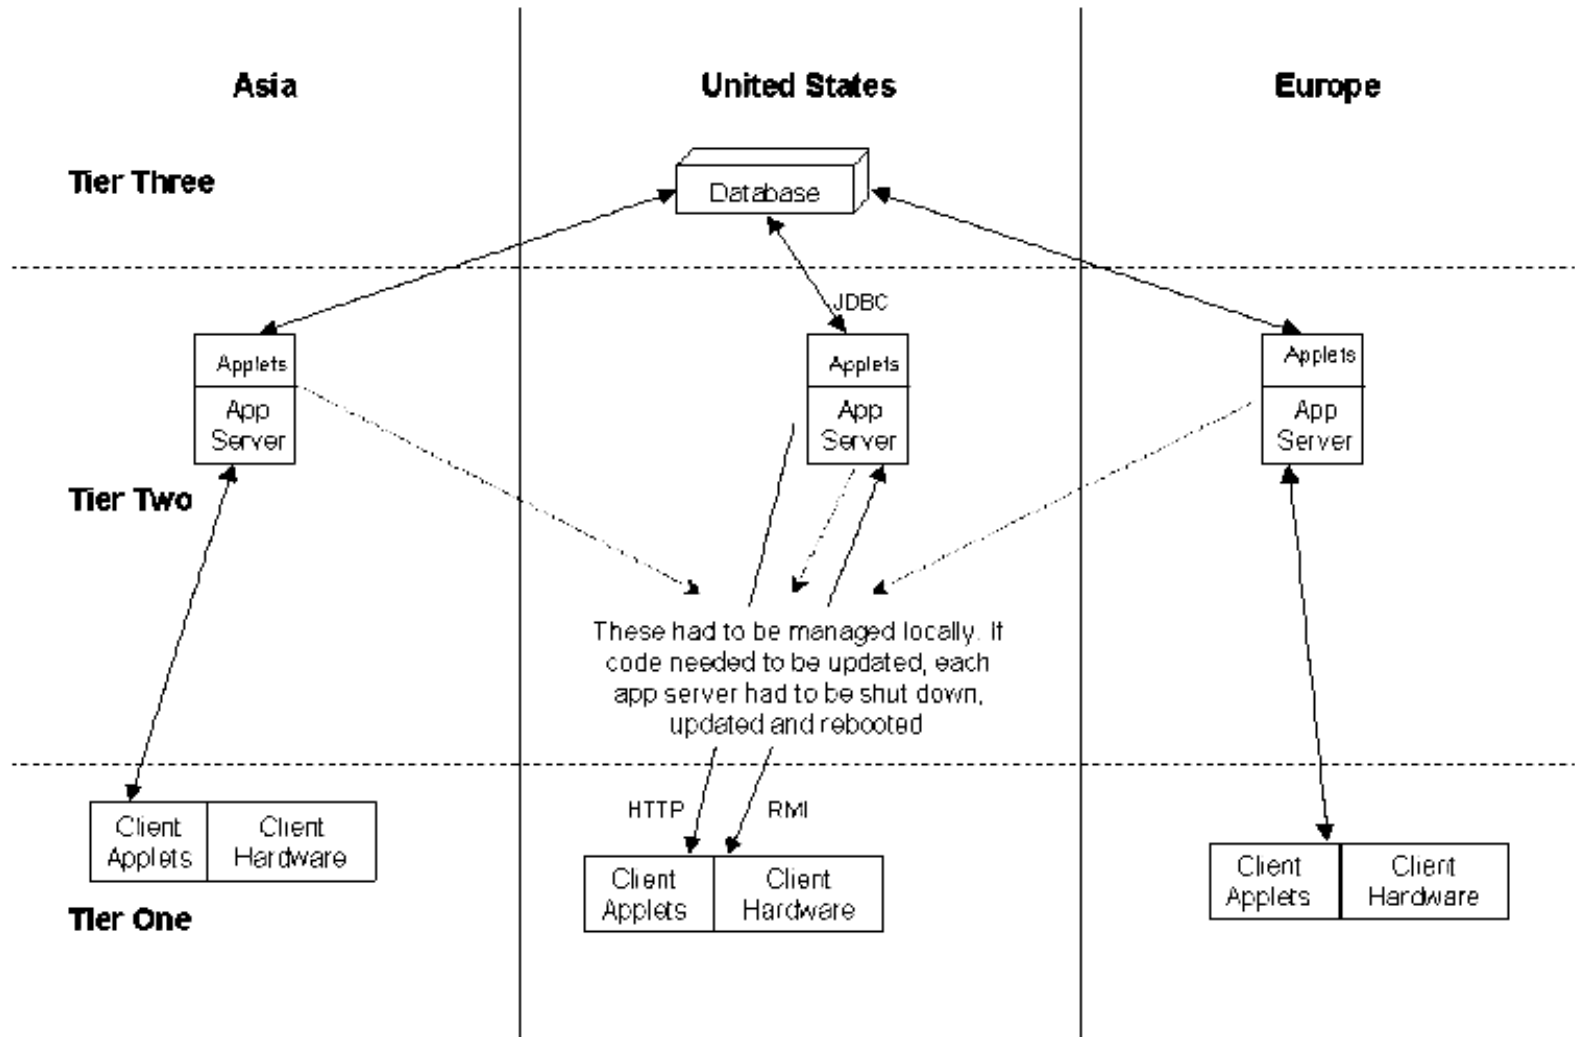 Asia
United States
Europe
Tier Three
Database
JDBC
Applets
App
Server
Applets
App
Server
Applets
App
Server
Tier Two
These had to be managed locally. If
code needed to be updated, each
app server had to be shut down,
updated and rebooted
HTTP
RMI
Client
Applets
Client
Hardware
Client
Applets
Client
Hardware
Client
Applets
Client
Hardware
Tier One